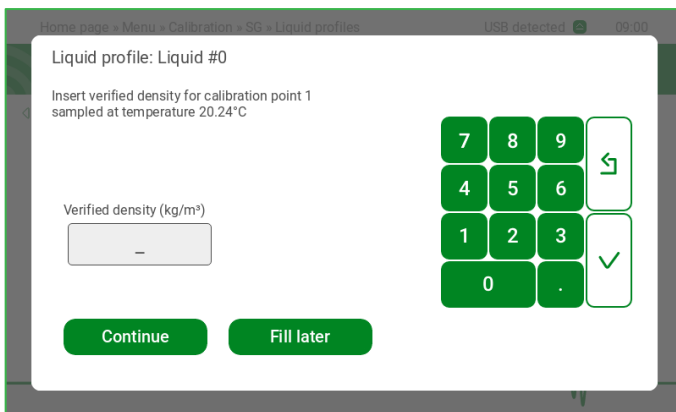 Home page » Menu » Calibration » SG » Liquid profiles USB detected 09:00
Liquid profile: Liquid #0
Insert verified density for calibration point 1
sampled at temperature 20.24°C
7 8 9
4 5 6
Verified density (kg/m³)
1 2 3
_
0 .
Continue Fill later